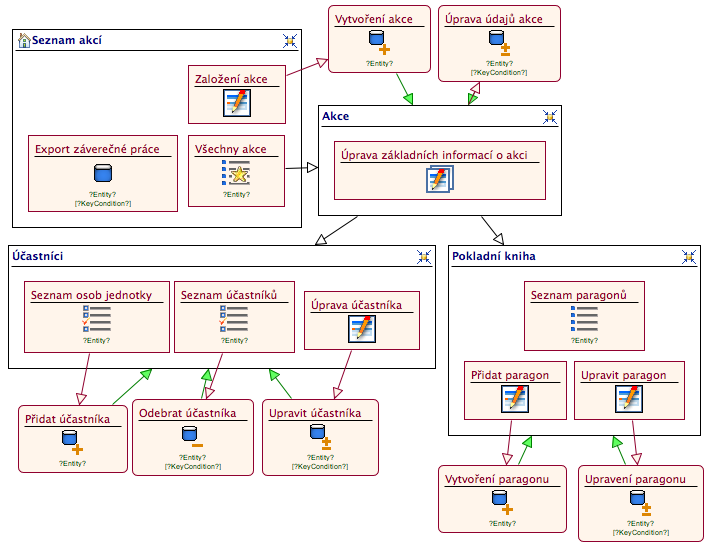 Seznam akcí
Založení akce
Export záverečné práce
?Entity?
[?KeyCondition?]
Všechny akce
?Entity?
Vytvoření akce
?Entity?
Úprava údajů akce
?Entity?
[?KeyCondition?]
Akce
Úprava základních informací o akci
Účastníci
Seznam osob jednotky
?Entity?
Seznam účastníků
?Entity?
Úprava účastníka
Přidat účastníka
?Entity?
Odebrat účastníka
?Entity?
[?KeyCondition?]
Upravit účastníka
?Entity?
[?KeyCondition?]
Pokladní kniha
Seznam paragonů
?Entity?
Přidat paragon
Upravit paragon
Vytvoření paragonu
?Entity?
Upravení paragonu
?Entity?
[?KeyCondition?]